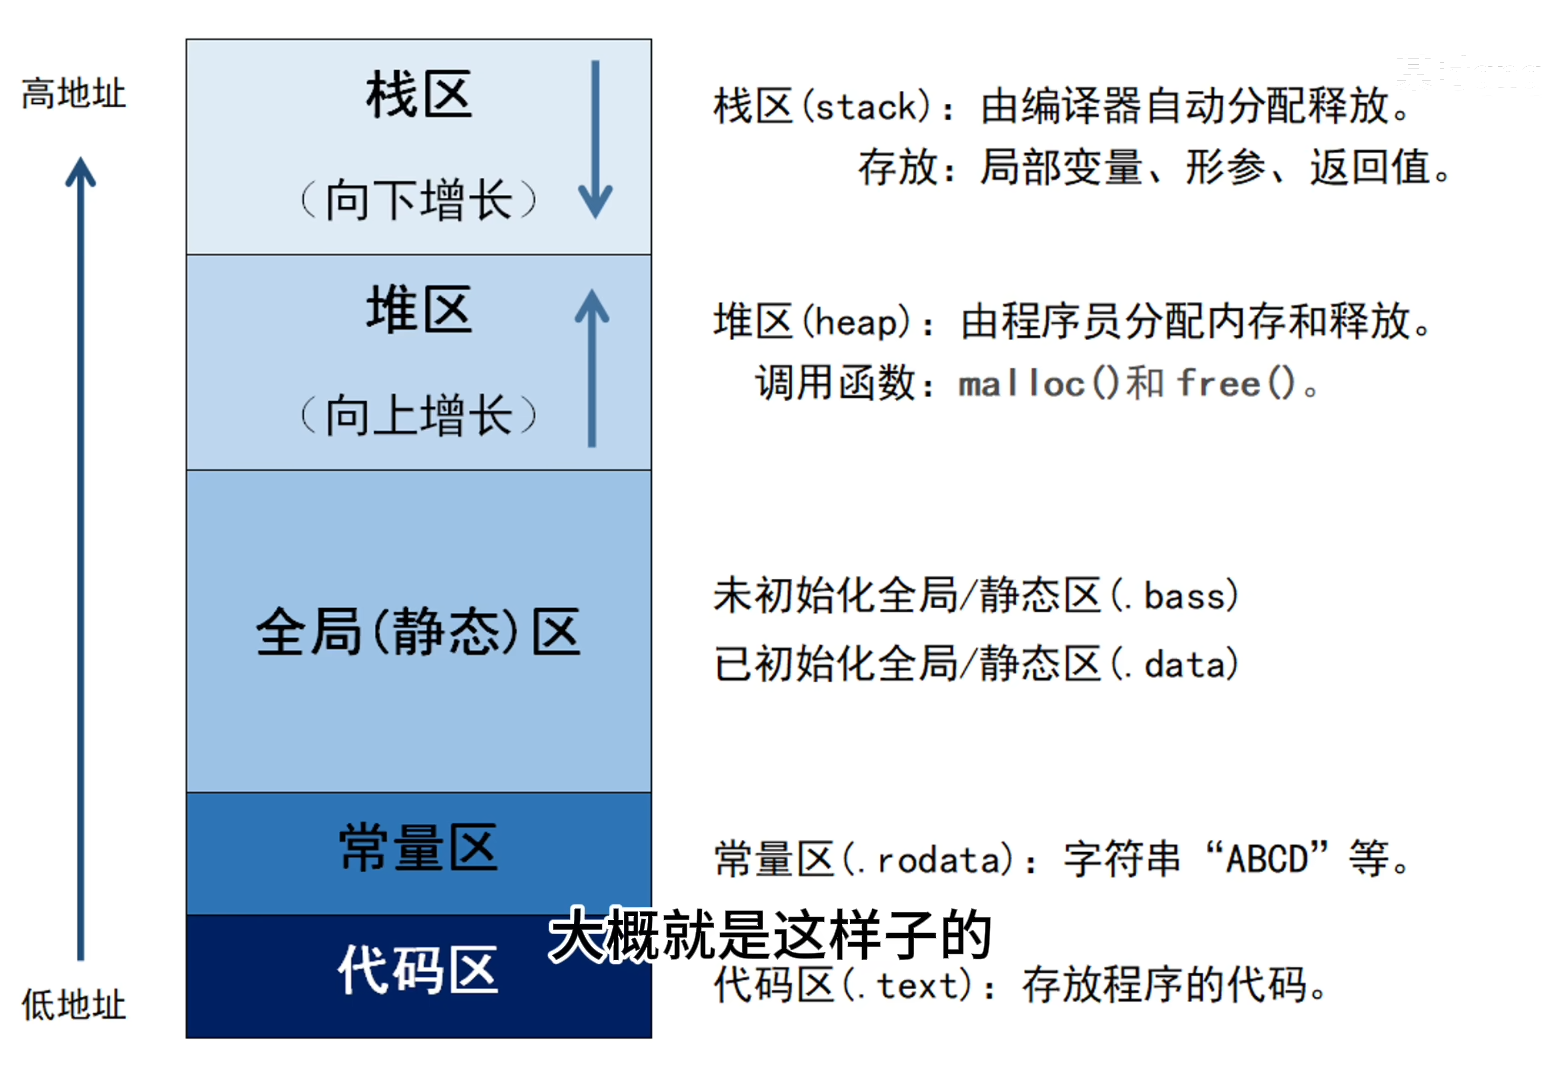 高地址
栈区
（向下增长）
栈区(stack)：由编译器自动分配释放。
存放：局部变量、形参、返回值。
堆区
（向上增长）
堆区(heap)：由程序员分配内存和释放。
调用函数：malloc()和 free()。
全局(静态)区
未初始化全局/静态区(.bass)
已初始化全局/静态区(.data)
常量区
常量区(.rodata)：字符串“ABCD”等。
大概就是这样子的
代码区
代码区(.text)：存放程序的代码。
低地址